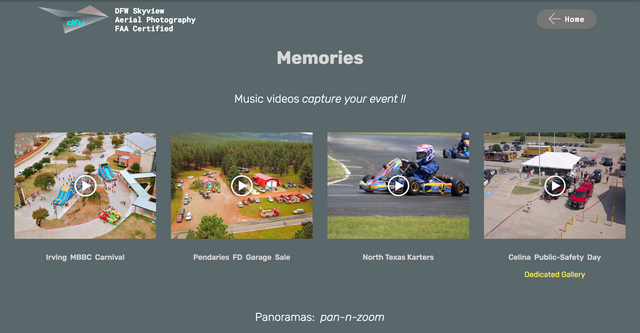 dfw
DFW Skyview
Aerial Photography
FAA Certified
Home
Memories
Music videos capture your event !!
Irving MBBC Carnival
Pendaries FD Garage Sale
North Texas Karters
Celina Public-Safety Day
Dedicated Gallery
Panoramas: pan-n-zoom